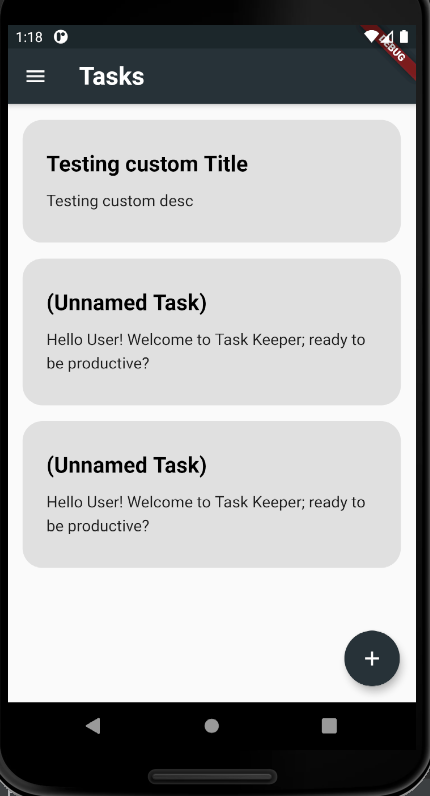 1:18
DEBUG
Tasks
Testing custom Title
Testing custom desc
(Unnamed Task)
Hello User! Welcome to Task Keeper; ready to
be productive?
(Unnamed Task)
Hello User! Welcome to Task Keeper; ready to
be productive?
+